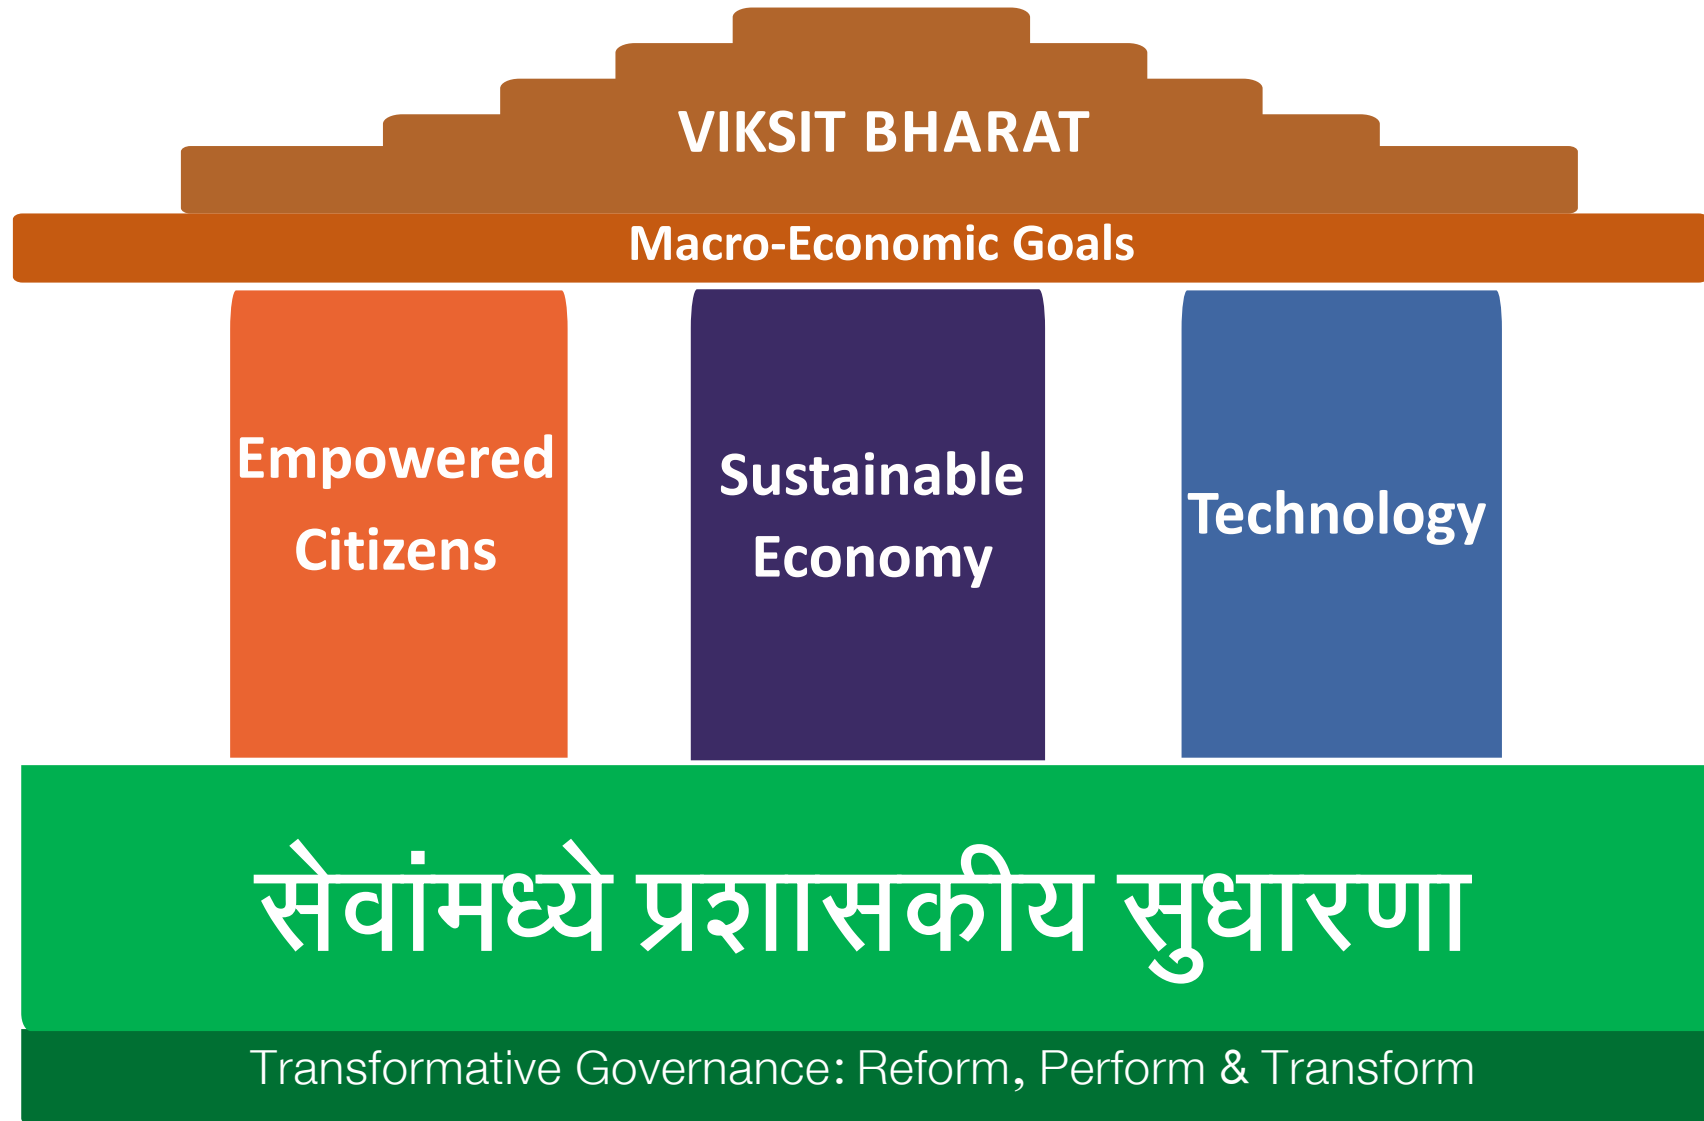 VIKSIT BHARAT
Macro-Economic Goals
Empowered
Citizens
Sustainable
Economy
Technology
सेवांमध्ये प्रशासकीय सुधारणा
Transformative Governance: Reform, Perform & Transform